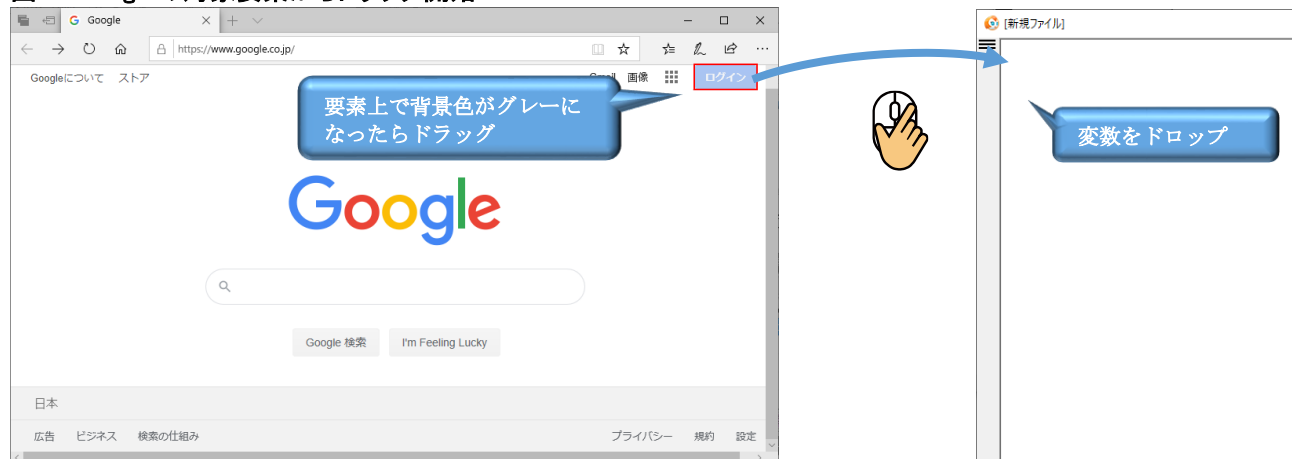 Google
[新規ファイル]
https://www.google.co.jp/
Googleについて ストア
画像
ログイン
要素上で背景色がグレーに
なったらドラッグ
変数をドロップ
Google
Google 検索 I'm Feeling Lucky
日本
広告 ビジネス 検索の仕組み プライバシー 規約 設定